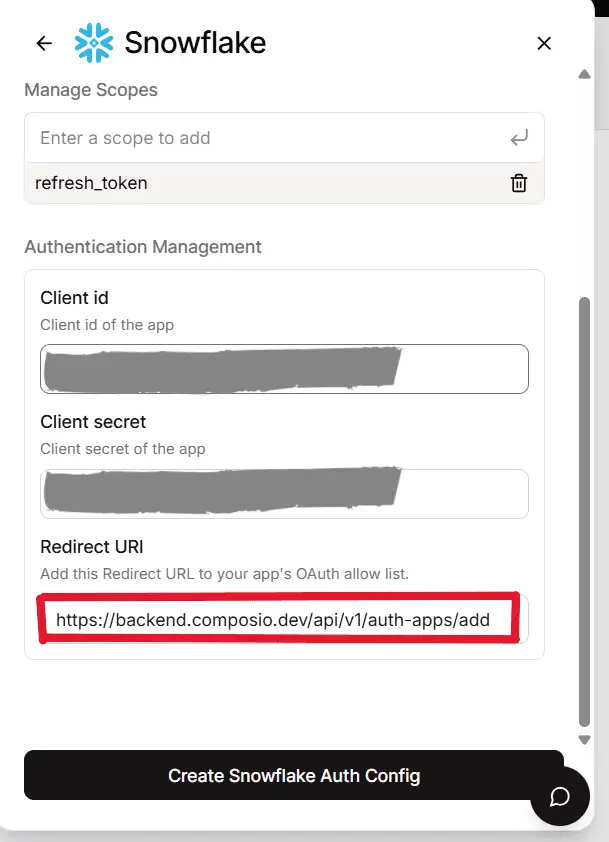 Snowflake
Manage Scopes
Enter a scope to add
refresh_token
Authentication Management
Client id
Client id of the app
Client secret
Client secret of the app
Redirect URI
Add this Redirect URL to your app's OAuth allow list.
https://backend.composio.dev/api/v1/auth-apps/add
Create Snowflake Auth Config